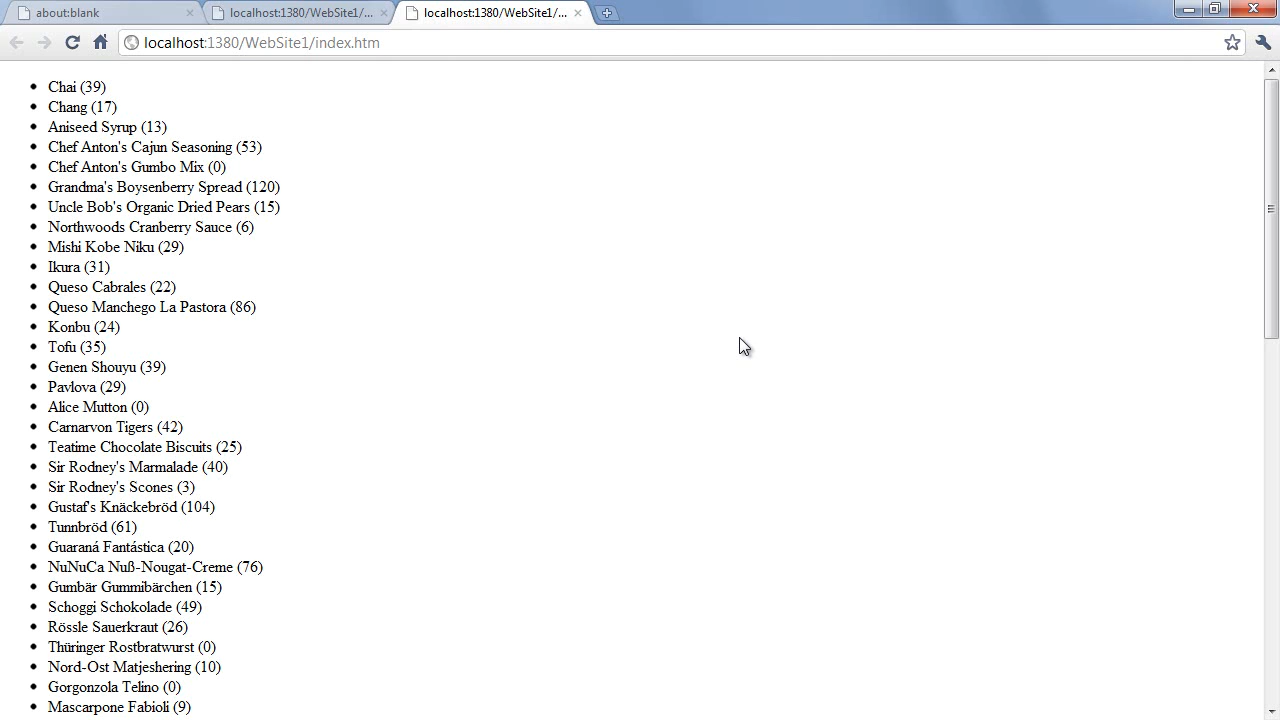 about:blank
localhost:1380/WebSite1/...
localhost:1380/WebSite1/...
localhost:1380/WebSite1/index.htm
• Chai (39)
• Chang (17)
• Aniseed Syrup (13)
• Chef Anton's Cajun Seasoning (53)
• Chef Anton's Gumbo Mix (0)
• Grandma's Boysenberry Spread (120)
• Uncle Bob's Organic Dried Pears (15)
• Northwoods Cranberry Sauce (6)
• Mishi Kobe Niku (29)
• Ikura (31)
• Queso Cabrales (22)
• Queso Manchego La Pastora (86)
• Konbu (24)
• Tofu (35)
• Genen Shouyu (39)
• Pavlova (29)
• Alice Mutton (0)
• Carnarvon Tigers (42)
• Teatime Chocolate Biscuits (25)
• Sir Rodney's Marmalade (40)
• Sir Rodney's Scones (3)
• Gustaf's Knäckebröd (104)
• Tunnbröd (61)
• Guaraná Fantástica (20)
• NuNuCa Nuß-Nougat-Creme (76)
• Gumbär Gummibärchen (15)
• Schoggi Schokolade (49)
• Rössle Sauerkraut (26)
• Thüringer Rostbratwurst (0)
• Nord-Ost Matjeshering (10)
• Gorgonzola Telino (0)
• Mascarpone Fabioli (9)